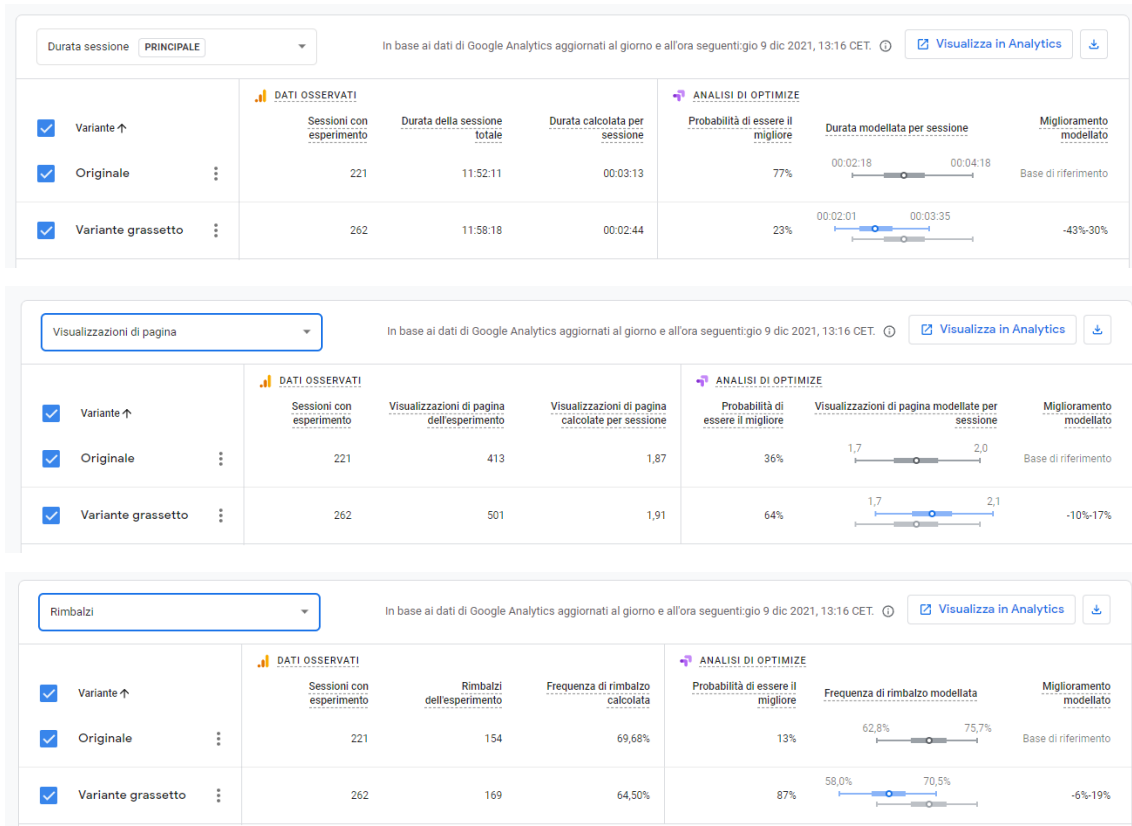 Durata sessione PRINCIPALE
In base ai dati di Google Analytics aggiornati al giorno e all'ora seguenti:gio 9 dic 2021, 13:16 CET.
Visualizza in Analytics
DATI OSSERVATI
ANALISI DI OPTIMIZE
Variante
Sessioni con esperimento
Durata della sessione totale
Durata calcolata per sessione
Probabilità di essere il migliore
Durata modellata per sessione
Miglioramento modellato
Originale 221 11:52:11 00:03:13 77% 00:02:18 00:04:18 Base di riferimento
Variante grassetto 262 11:58:18 00:02:44 23% 00:02:01 00:03:35 -43%-30%
Visualizzazioni di pagina
In base ai dati di Google Analytics aggiornati al giorno e all'ora seguenti:gio 9 dic 2021, 13:16 CET.
Visualizza in Analytics
DATI OSSERVATI
ANALISI DI OPTIMIZE
Variante
Sessioni con esperimento
Visualizzazioni di pagina dell'esperimento
Visualizzazioni di pagina calcolate per sessione
Probabilità di essere il migliore
Visualizzazioni di pagina modellate per sessione
Miglioramento modellato
Originale 221 413 1,87 36% 1,7 2,0 Base di riferimento
Variante grassetto 262 501 1,91 64% 1,7 2,1 -10%-17%
Rimbalzi
In base ai dati di Google Analytics aggiornati al giorno e all'ora seguenti:gio 9 dic 2021, 13:16 CET.
Visualizza in Analytics
DATI OSSERVATI
ANALISI DI OPTIMIZE
Variante
Sessioni con esperimento
Rimbalzi dell'esperimento
Frequenza di rimbalzo calcolata
Probabilità di essere il migliore
Frequenza di rimbalzo modellata
Miglioramento modellato
Originale 221 154 69,68% 13% 62,8% 75,7% Base di riferimento
Variante grassetto 262 169 64,50% 87% 58,0% 70,5% -6%-19%